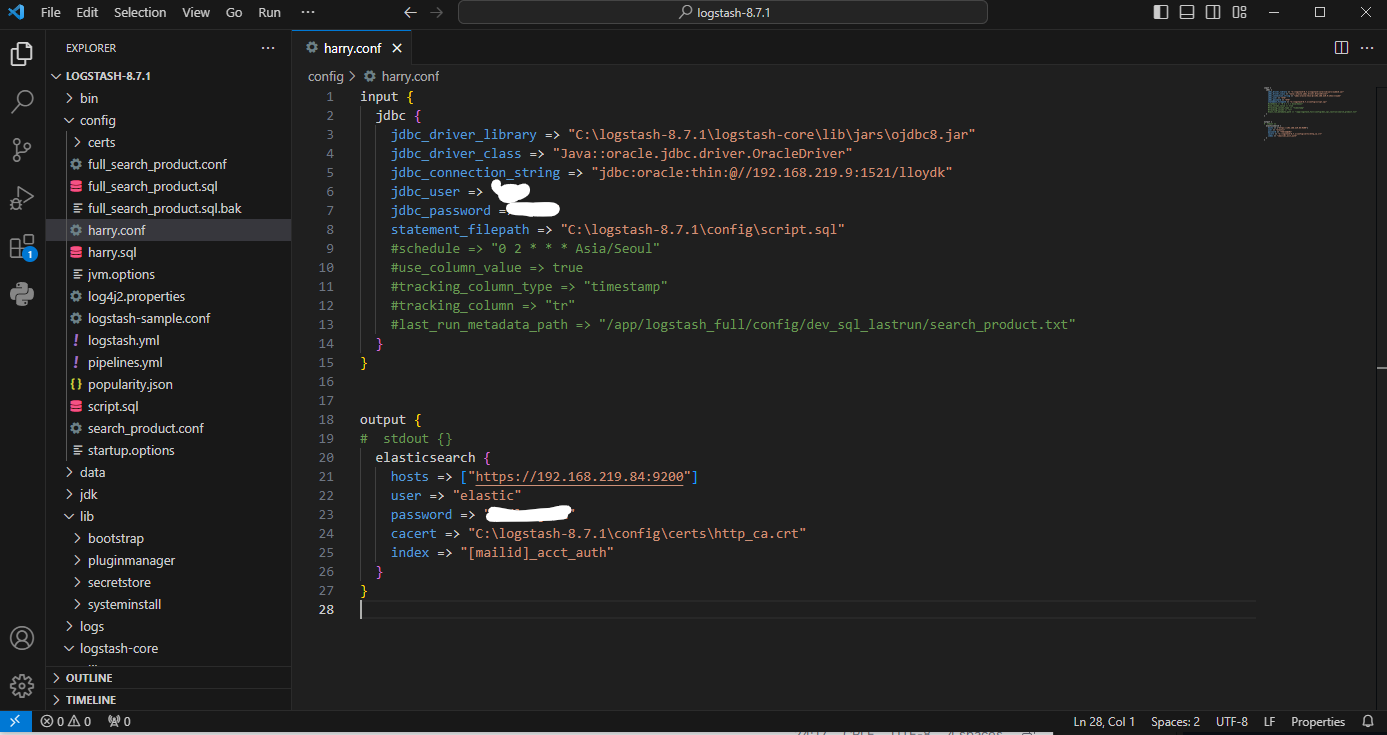 File Edit Selection View Go Run ··· logstash-8.7.1
EXPLORER ···
LOGSTASH-8.7.1
bin
config
certs
full_search_product.conf
full_search_product.sql
full_search_product.sql.bak
harry.conf
harry.sql
jvm.options
log4j2.properties
logstash-sample.conf
logstash.yml
pipelines.yml
popularity.json
script.sql
search_product.conf
startup.options
data
jdk
lib
bootstrap
pluginmanager
secretstore
systeminstall
logs
logstash-core
OUTLINE
TIMELINE
1
harry.conf
config > harry.conf
1 input {
2 jdbc {
3 jdbc_driver_library => "C:\logstash-8.7.1\logstash-core\lib\jars\ojdbc8.jar"
4 jdbc_driver_class => "Java::oracle.jdbc.driver.OracleDriver"
5 jdbc_connection_string => "jdbc:oracle:thin:@//192.168.219.9:1521/lloydk"
6 jdbc_user =>
7 jdbc_password =
8 statement_filepath => "C:\logstash-8.7.1\config\script.sql"
9 #schedule => "0 2 * * * Asia/Seoul"
10 #use_column_value => true
11 #tracking_column_type => "timestamp"
12 #tracking_column => "tr"
13 #last_run_metadata_path => "/app/logstash_full/config/dev_sql_lastrun/search_product.txt"
14 }
15 }
16
17
18 output {
19 # stdout {}
20 elasticsearch {
21 hosts => ["https://192.168.219.84:9200"]
22 user => "elastic"
23 password => "
24 cacert => "C:\logstash-8.7.1\config\certs\http_ca.crt"
25 index => "[mailid]_acct_auth"
26 }
27 }
28
0 0 0 Ln 28, Col 1 Spaces: 2 UTF-8 LF Properties